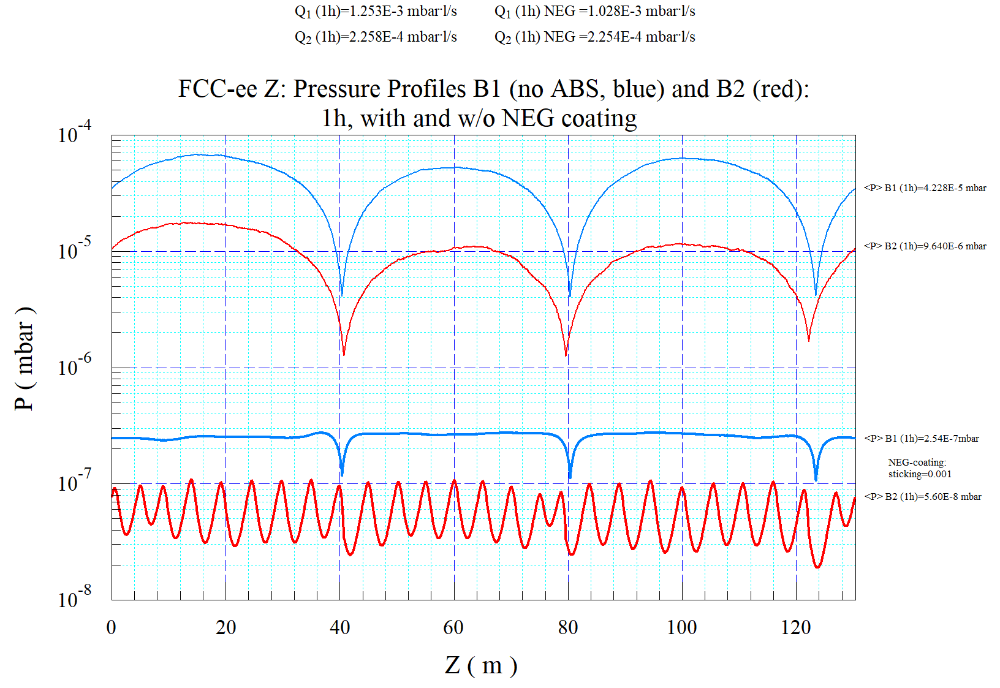 Q1 (1h)=1.253E-3 mbar·l/s Q1 (1h) NEG =1.028E-3 mbar·l/s
Q2 (1h)=2.258E-4 mbar·l/s Q2 (1h) NEG =2.254E-4 mbar·l/s
FCC-ee Z: Pressure Profiles B1 (no ABS, blue) and B2 (red):
1h, with and w/o NEG coating
10-4
<P> B1 (1h)=4.228E-5 mbar
<P> B2 (1h)=9.640E-6 mbar
10-5
10-6
P ( mbar )
<P> B1 (1h)=2.54E-7mbar
NEG-coating:
sticking=0.001
10-7
<P> B2 (1h)=5.60E-8 mbar
10-8
0 20 40 60 80 100 120
Z ( m )